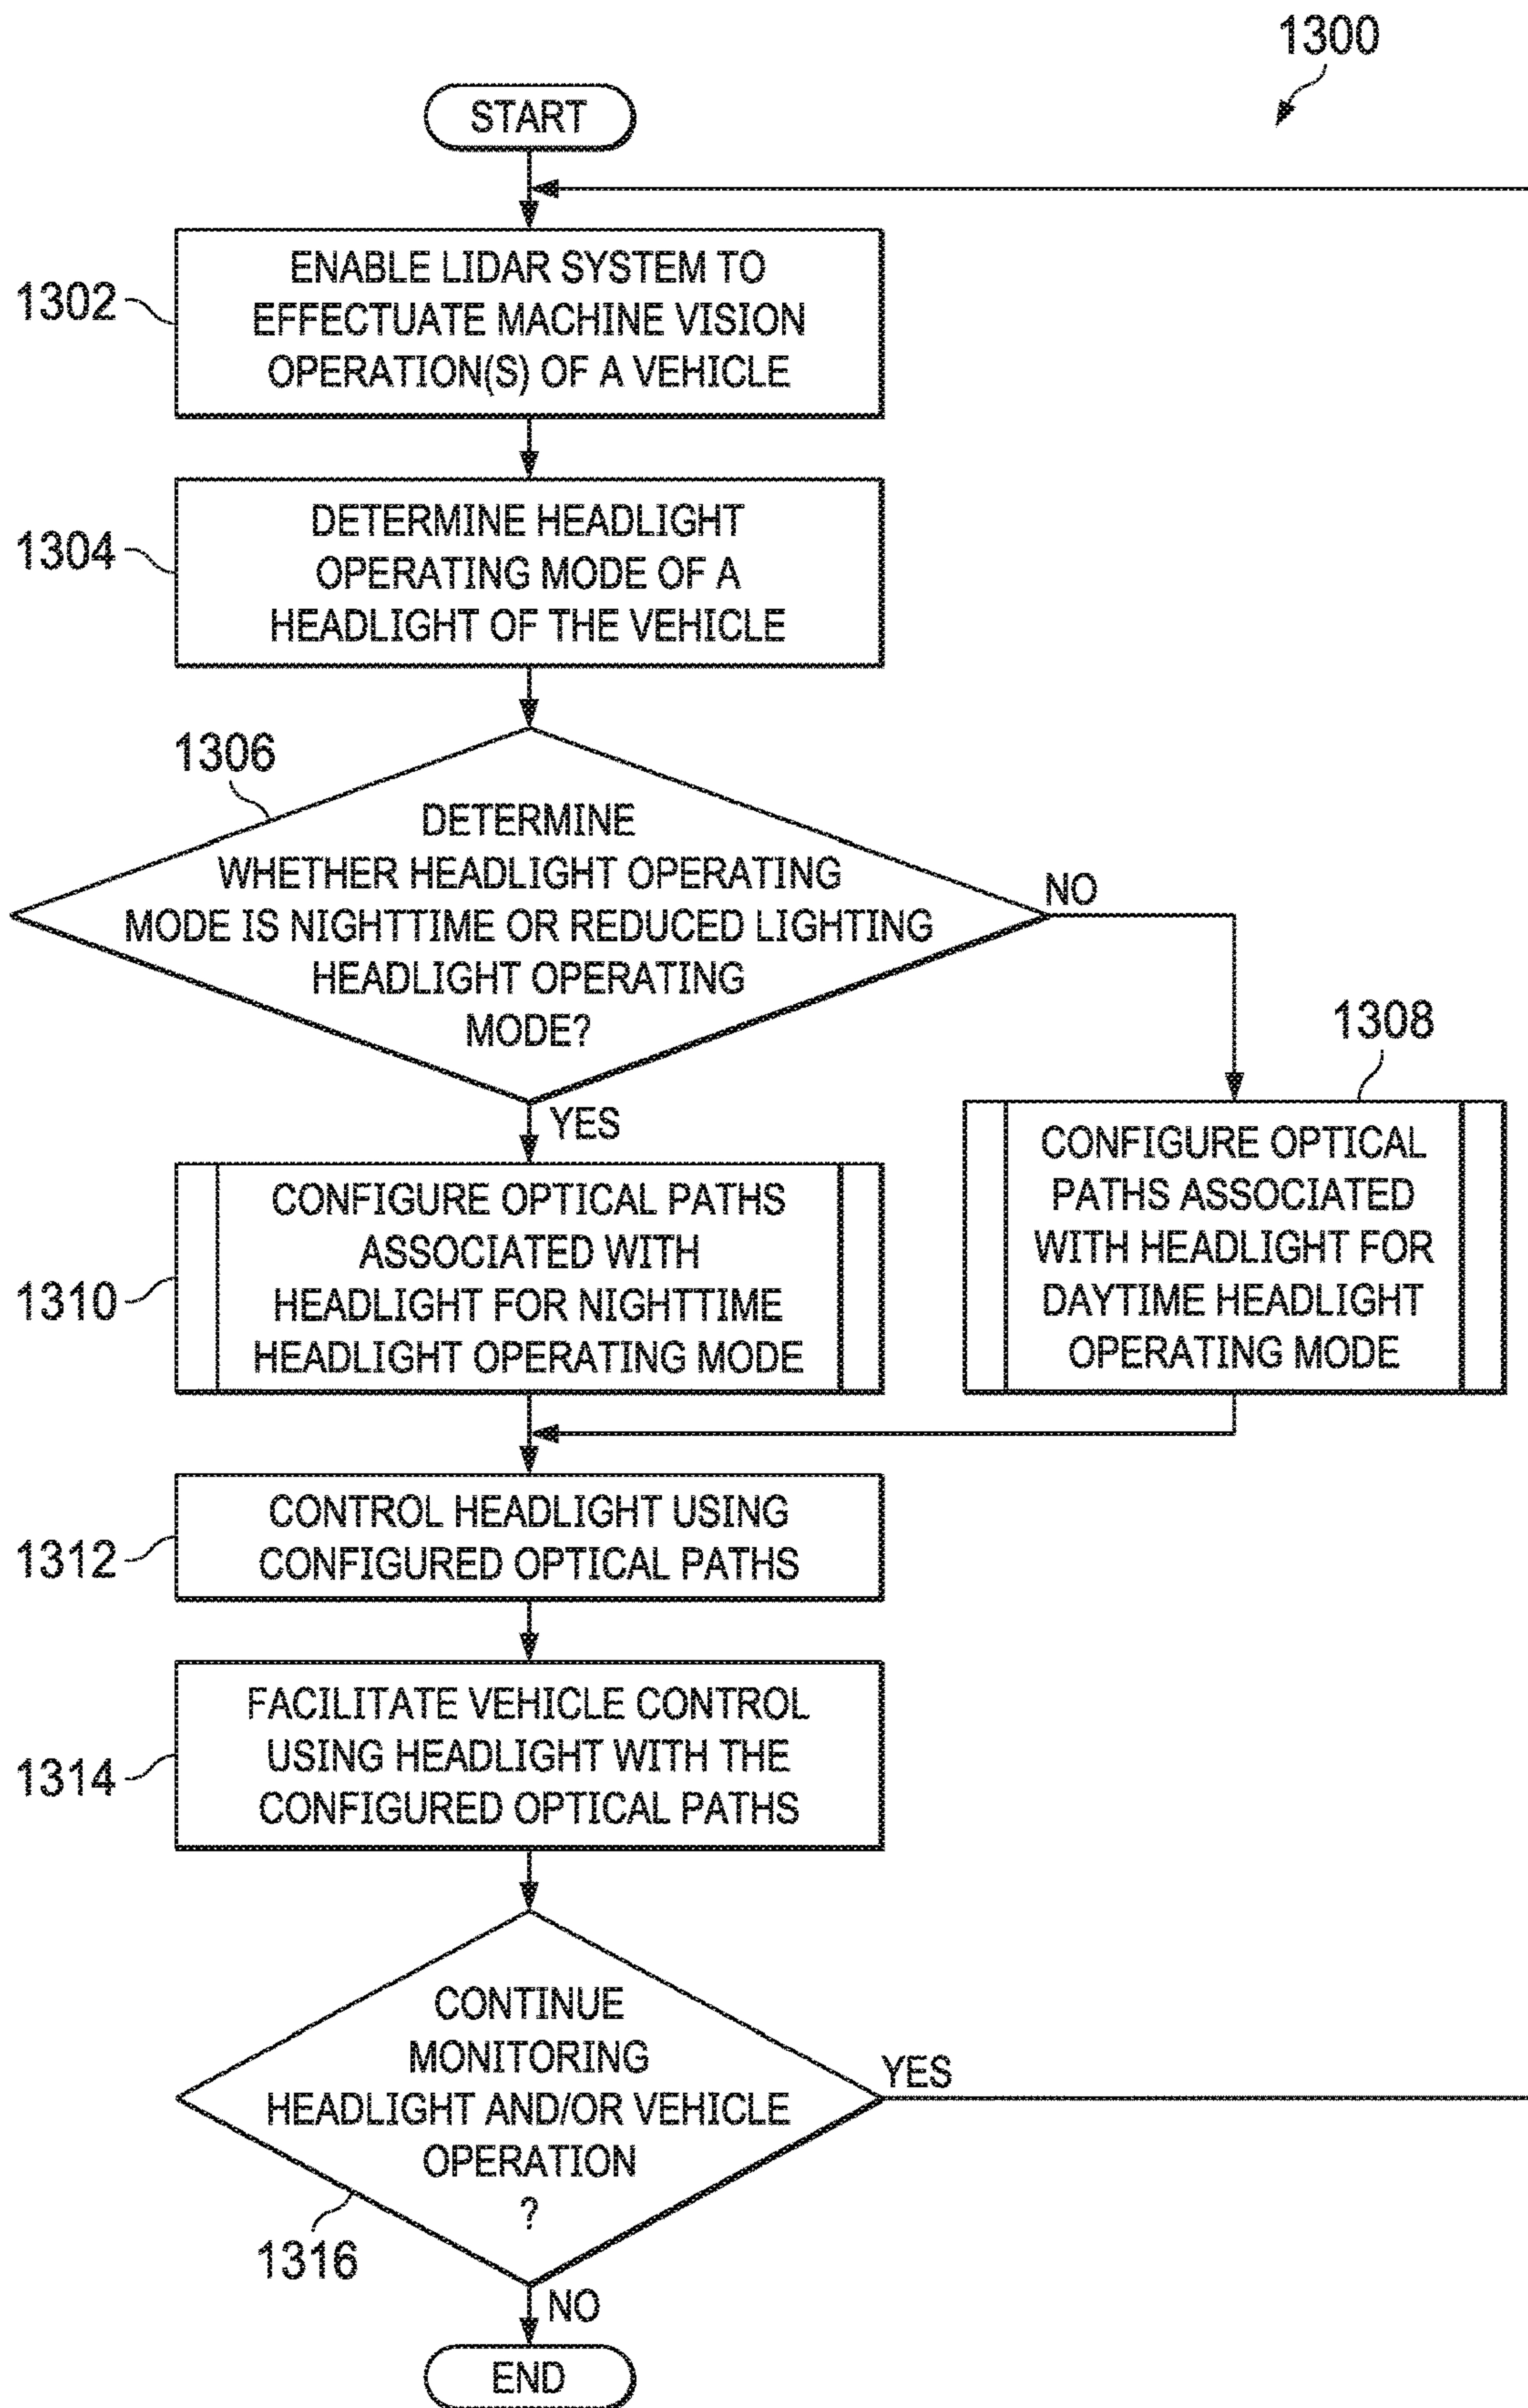 1300
START
1302
ENABLE LIDAR SYSTEM TO
EFFECTUATE MACHINE VISION
OPERATION(S) OF A VEHICLE
1304
DETERMINE HEADLIGHT
OPERATING MODE OF A
HEADLIGHT OF THE VEHICLE
1306
DETERMINE
WHETHER HEADLIGHT OPERATING
MODE IS NIGHTTIME OR REDUCED LIGHTING
HEADLIGHT OPERATING
MODE?
NO
YES
1308
CONFIGURE OPTICAL
PATHS ASSOCIATED
WITH HEADLIGHT FOR
DAYTIME HEADLIGHT
OPERATING MODE
1310
CONFIGURE OPTICAL PATHS
ASSOCIATED WITH
HEADLIGHT FOR NIGHTTIME
HEADLIGHT OPERATING MODE
1312
CONTROL HEADLIGHT USING
CONFIGURED OPTICAL PATHS
1314
FACILITATE VEHICLE CONTROL
USING HEADLIGHT WITH THE
CONFIGURED OPTICAL PATHS
CONTINUE
MONITORING
HEADLIGHT AND/OR VEHICLE
OPERATION
?
YES
1316
NO
END